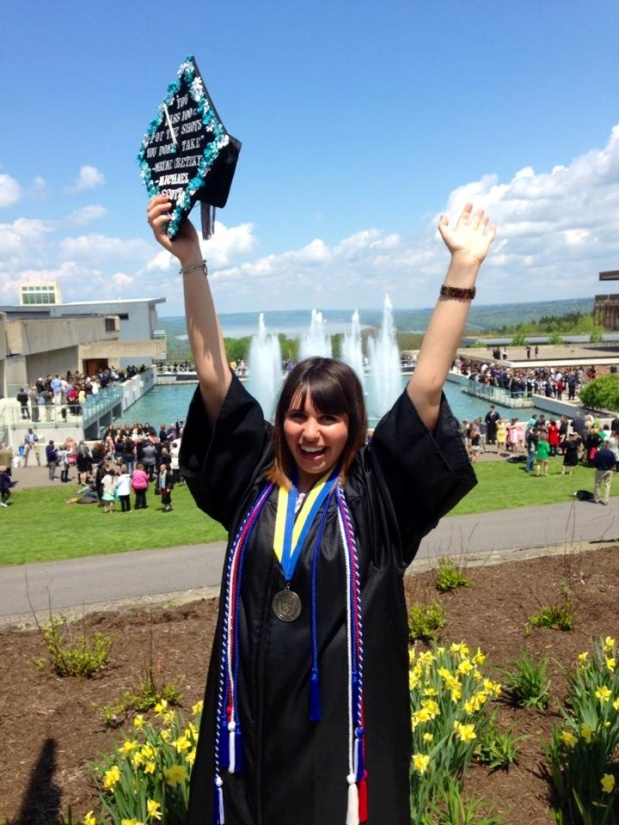 "YOU
MISS 100%
OF THE SHOTS
YOU DON'T TAKE"
-WAYNE GRETZKY
-MICHAEL
SCOTT